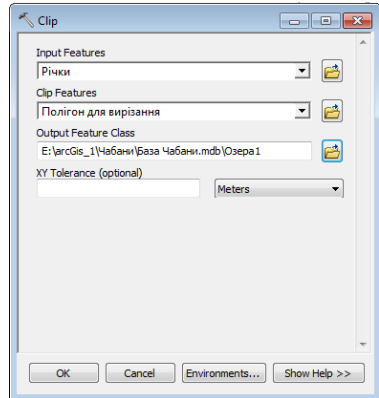 Clip
Input Features
Річки
Clip Features
Полігон для вирізання
Output Feature Class
E:\arcGis_1\Чабани\База Чабани.mdb\Озера1
XY Tolerance (optional)
Meters
OK Cancel Environments... Show Help >>